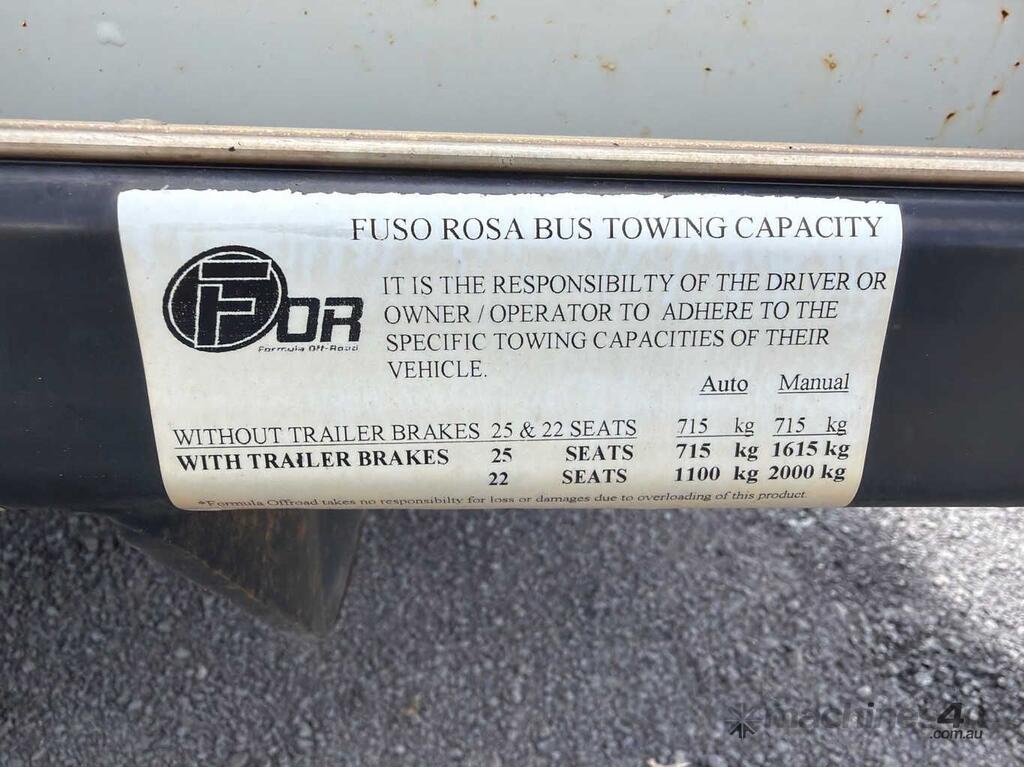 FUSO ROSA BUS TOWING CAPACITY
FOR
Formula Off-Road
IT IS THE RESPONSIBILTY OF THE DRIVER OR
OWNER / OPERATOR TO ADHERE TO THE
SPECIFIC TOWING CAPACITIES OF THEIR
VEHICLE.
Auto Manual
WITHOUT TRAILER BRAKES 25 & 22 SEATS 715 kg 715 kg
WITH TRAILER BRAKES 25 SEATS 715 kg 1615 kg
22 SEATS 1100 kg 2000 kg
*Formula Offroad takes no responsibilty for loss or damages due to overloading of this product.
machines4u
.com.au